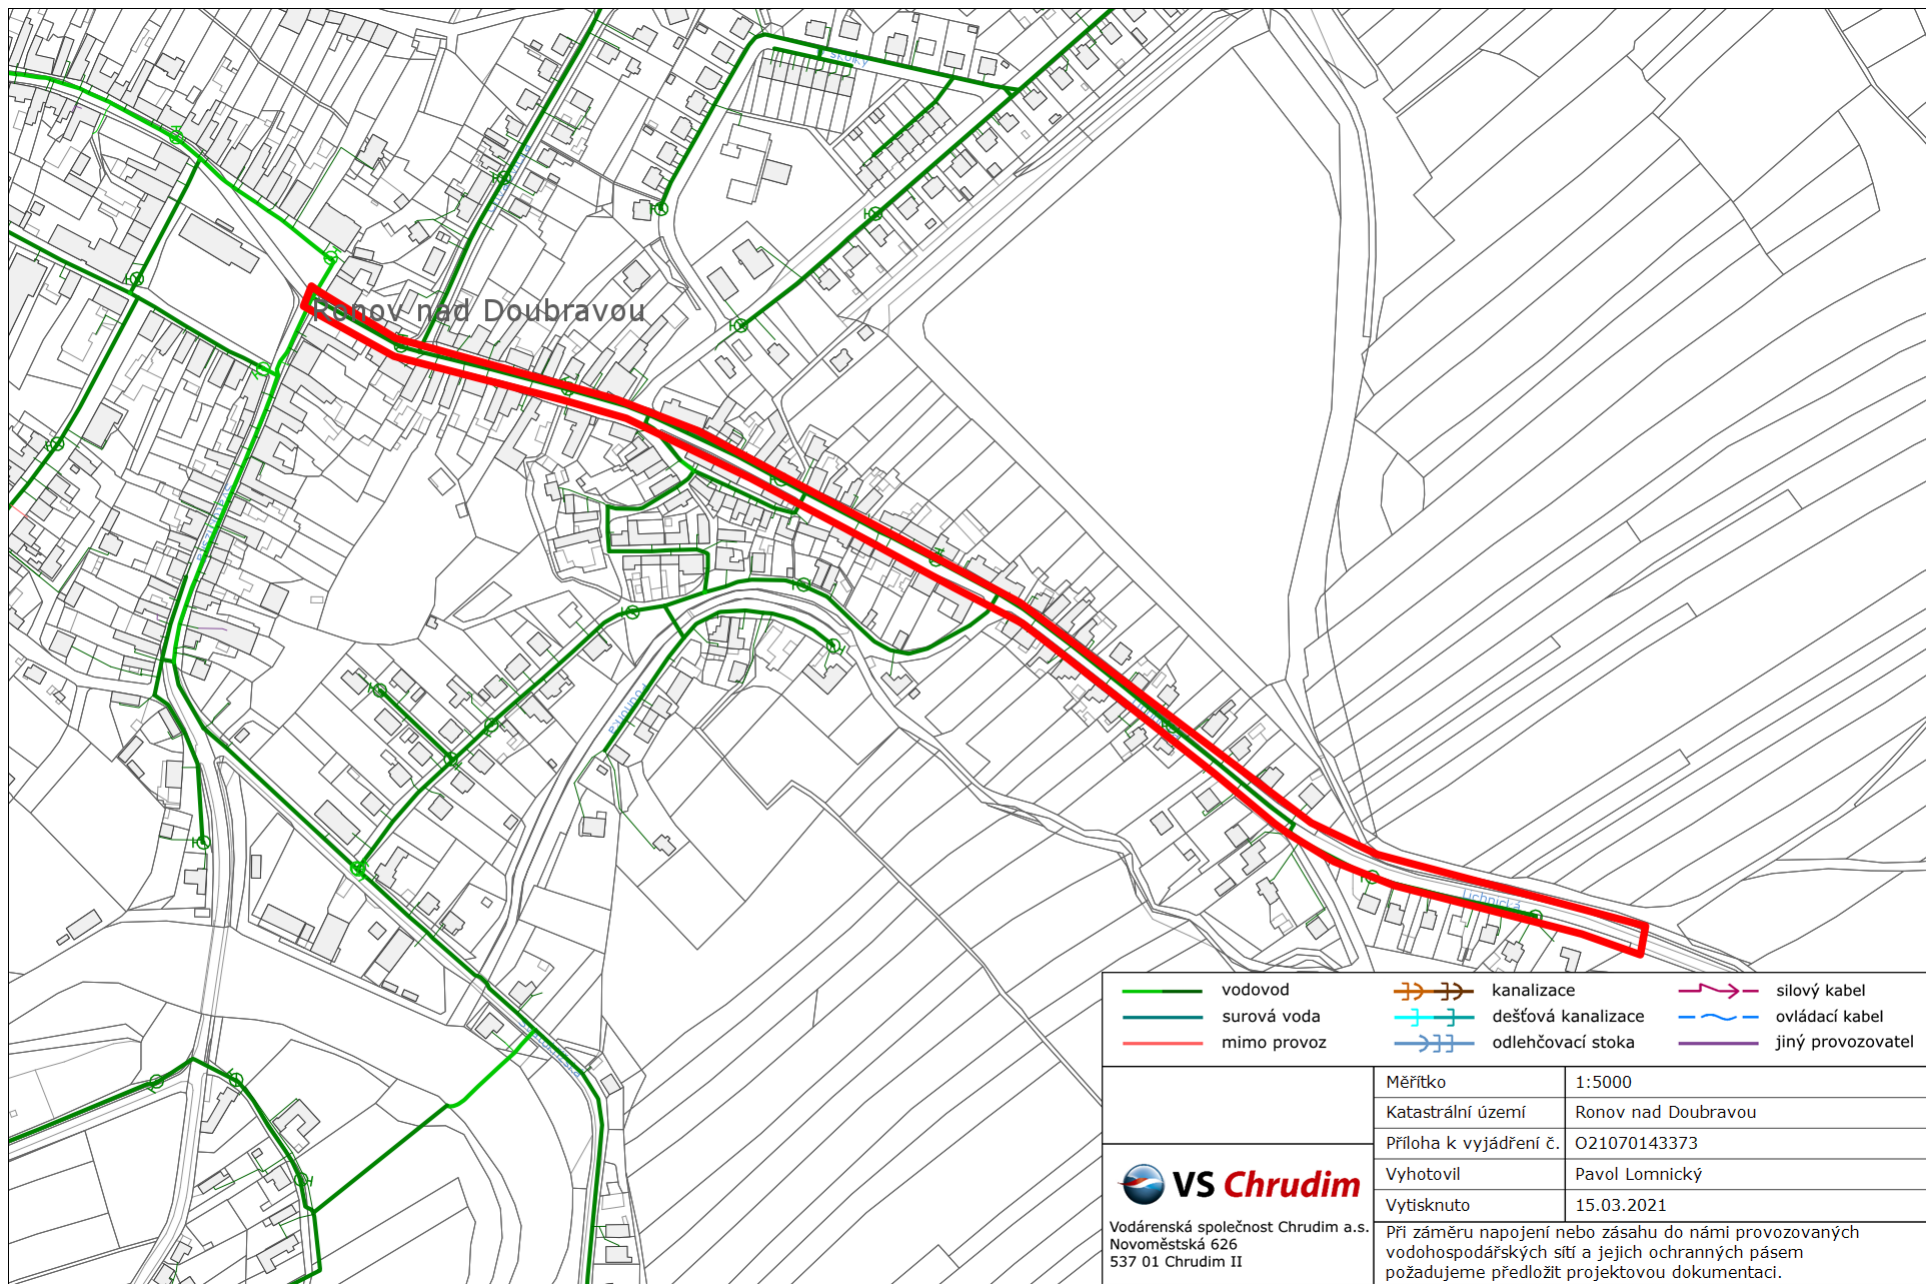 Ronov nad Doubravou
Lichnická
vodovod
surová voda
mimo provoz
kanalizace
dešťová kanalizace
odlehčovací stoka
silový kabel
ovládací kabel
jiný provozovatel
Měřítko 1:5000
Katastrální území Ronov nad Doubravou
Příloha k vyjádření č. O21070143373
Vyhotovil Pavol Lomnický
Vytisknuto 15.03.2021
VS Chrudim
Vodárenská společnost Chrudim a.s.
Novoměstská 626
537 01 Chrudim II
Při záměru napojení nebo zásahu do námi provozovaných
vodohospodářských sítí a jejich ochranných pásem
požadujeme předložit projektovou dokumentaci.